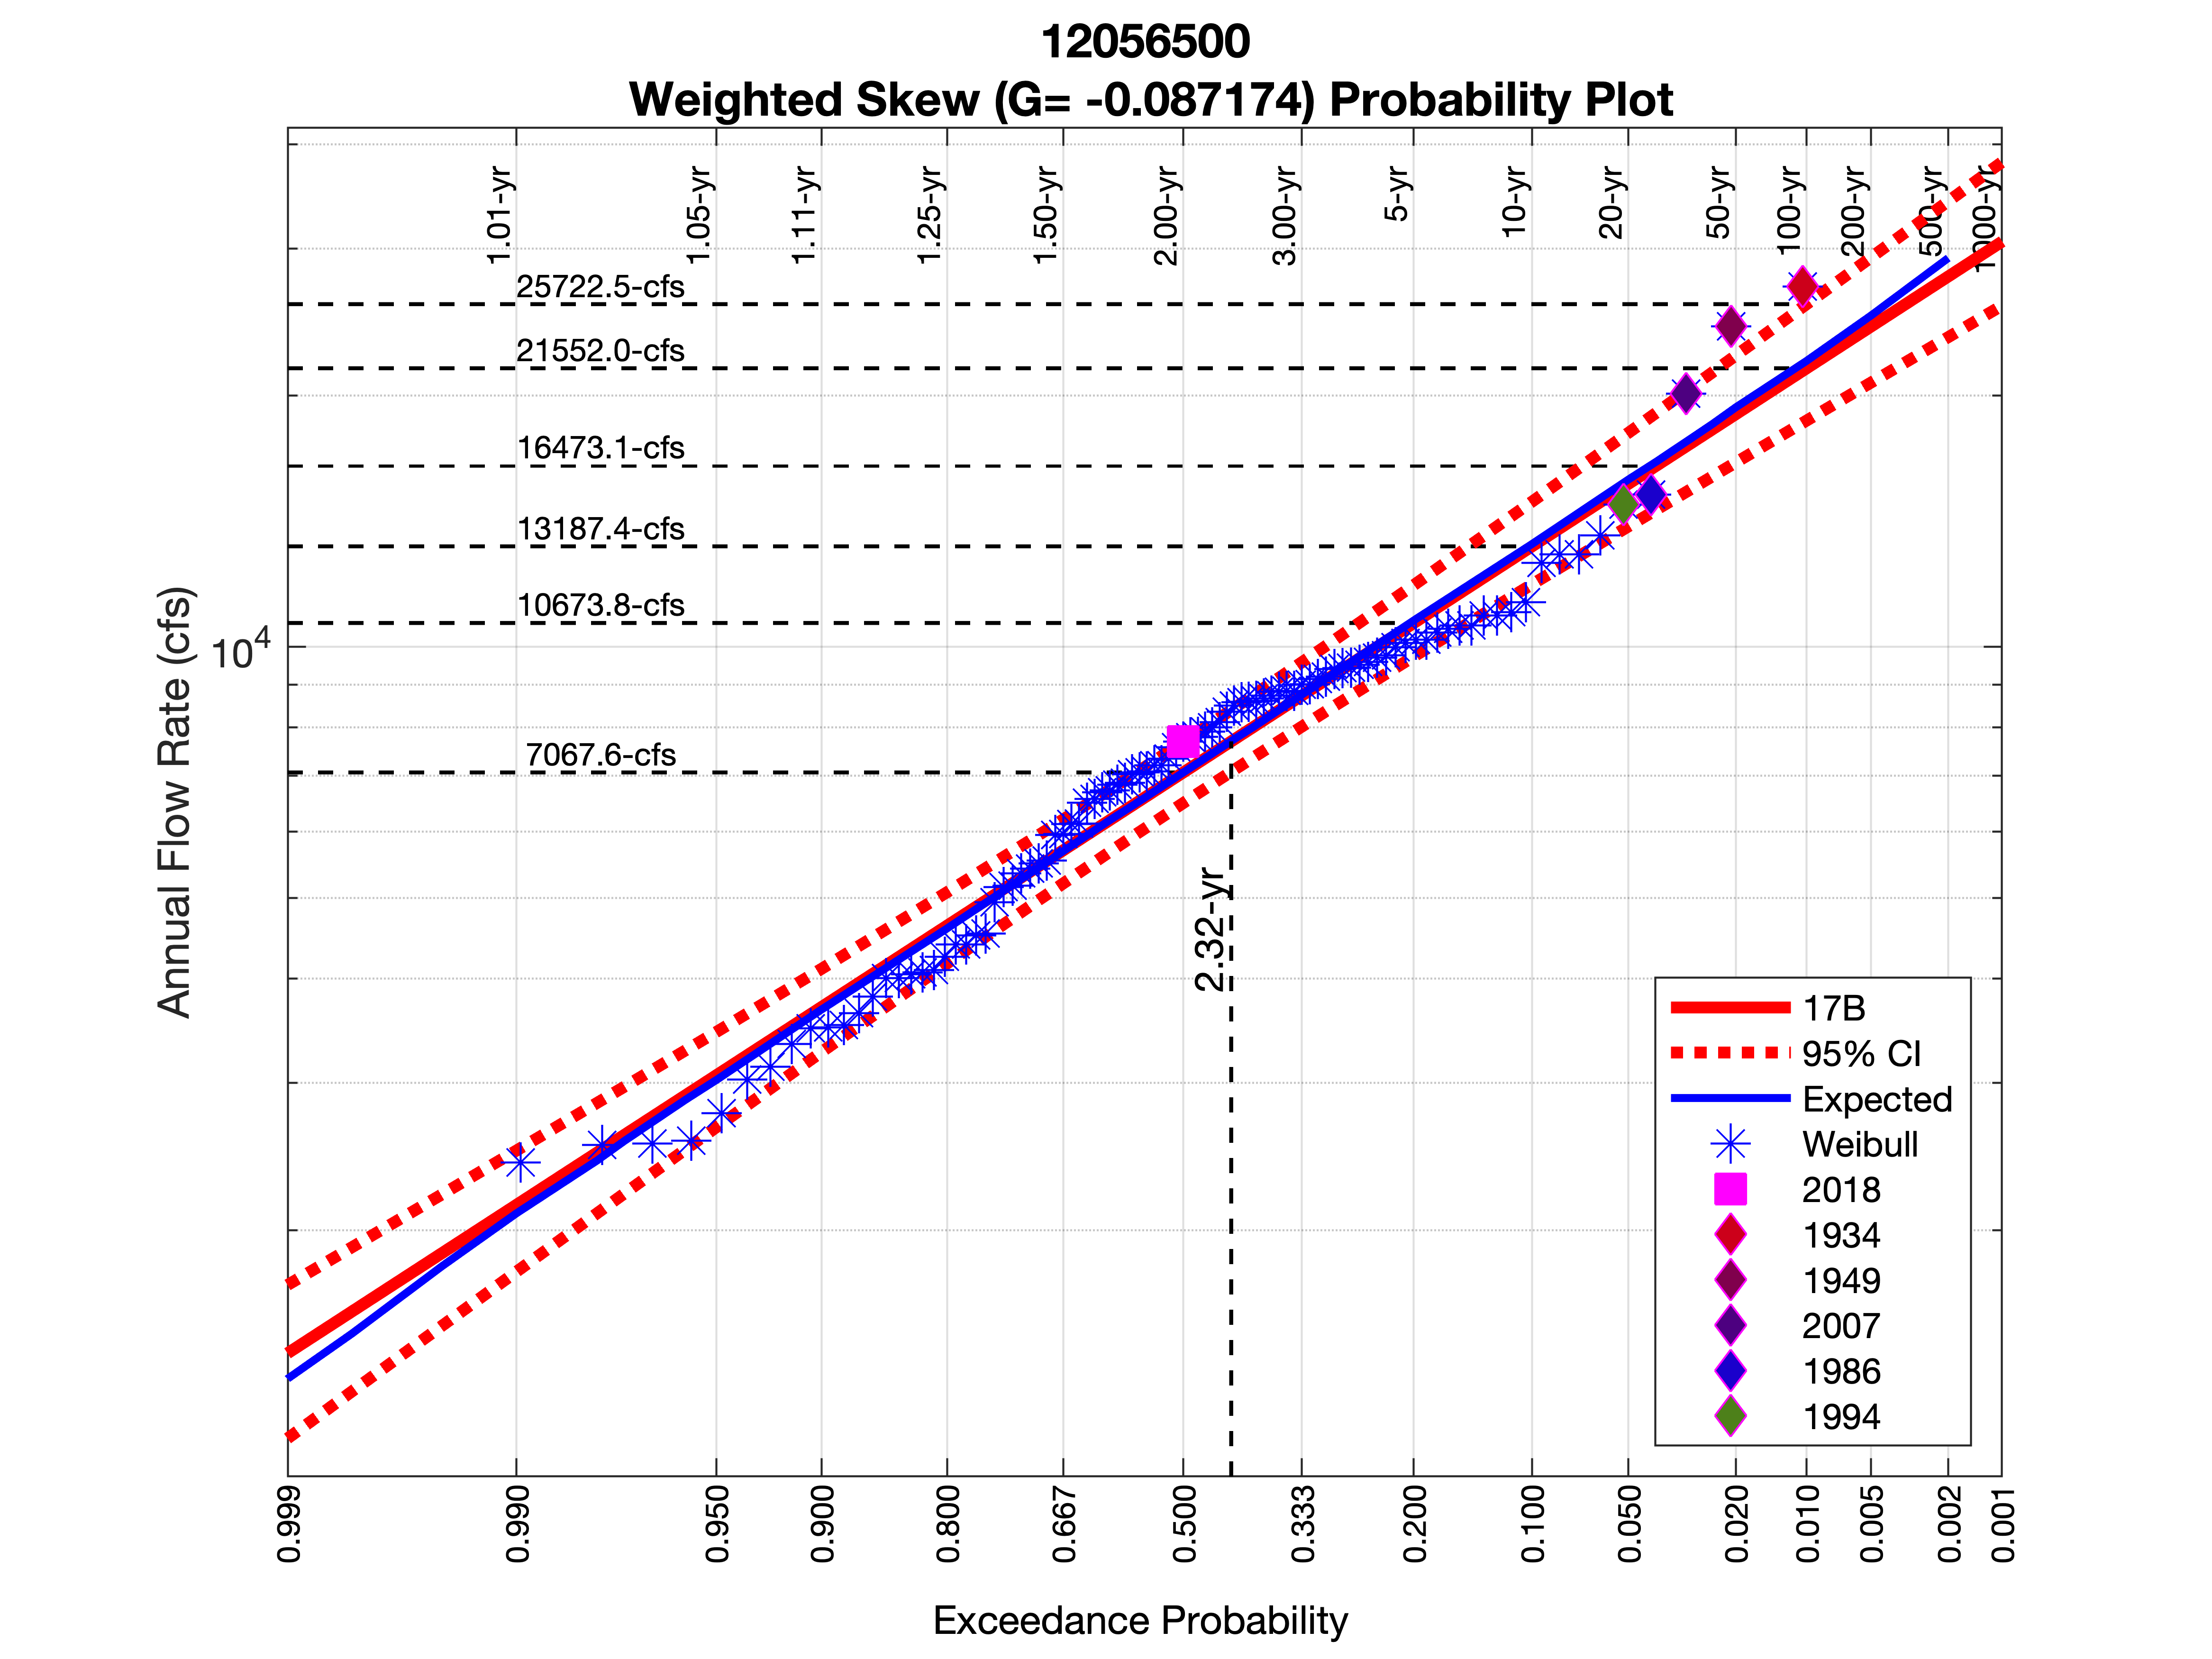 12056500
Weighted Skew (G= -0.087174) Probability Plot
1.01-yr
1.05-yr
1.11-yr
1.25-yr
1.50-yr
2.00-yr
3.00-yr
5-yr
10-yr
20-yr
50-yr
100-yr
200-yr
500-yr
1000-yr
25722.5-cfs
21552.0-cfs
16473.1-cfs
13187.4-cfs
10673.8-cfs
7067.6-cfs
2.32-yr
Annual Flow Rate (cfs)
10^4
17B
95% CI
Expected
Weibull
2018
1934
1949
2007
1986
1994
0.999
0.990
0.950
0.900
0.800
0.667
0.500
0.333
0.200
0.100
0.050
0.020
0.010
0.005
0.002
0.001
Exceedance Probability